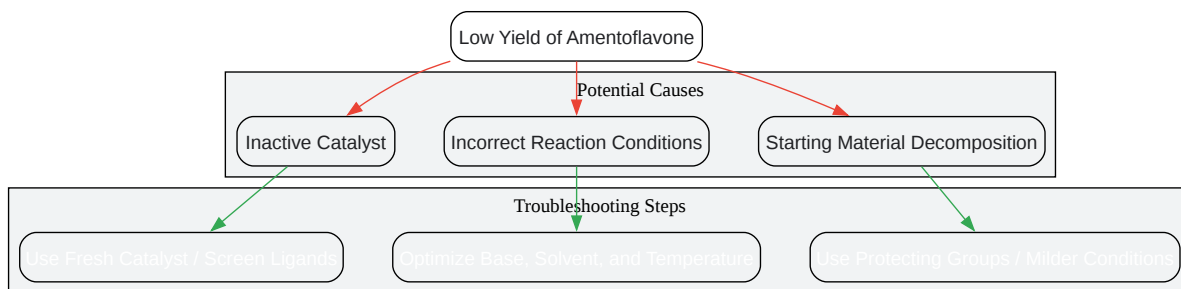 Low Yield of Amentoflavone
Potential Causes
Inactive Catalyst
Incorrect Reaction Conditions
Starting Material Decomposition
Troubleshooting Steps
Use Fresh Catalyst / Screen Ligands
Optimize Base, Solvent, and Temperature
Use Protecting Groups / Milder Conditions